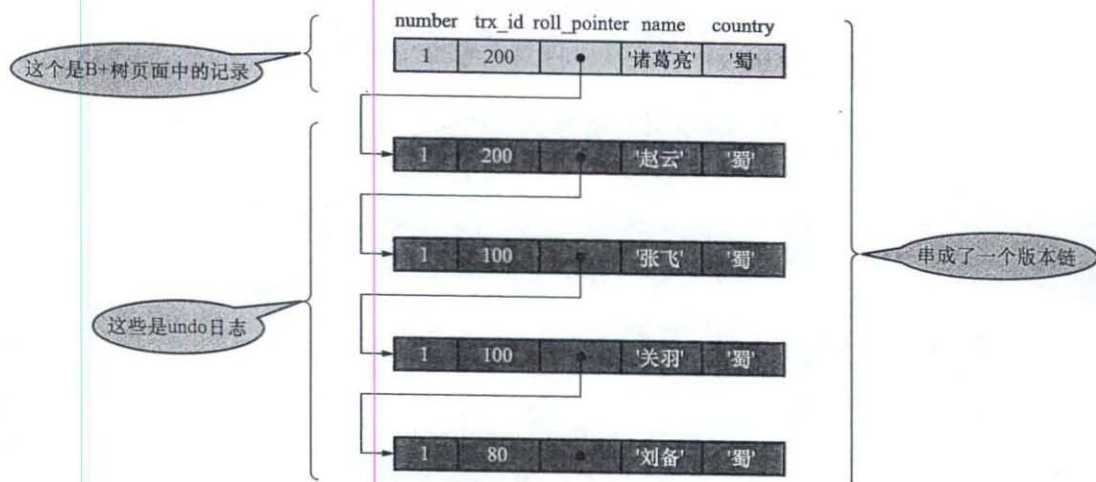 number trx_id roll_pointer name country
1 200 '诸葛亮' '蜀'
这个是B+树页面中的记录
1 200 '赵云' '蜀'
1 100 '张飞' '蜀'
串成了一个版本链
这些是undo日志
1 100 '关羽' '蜀'
1 80 '刘备' '蜀'